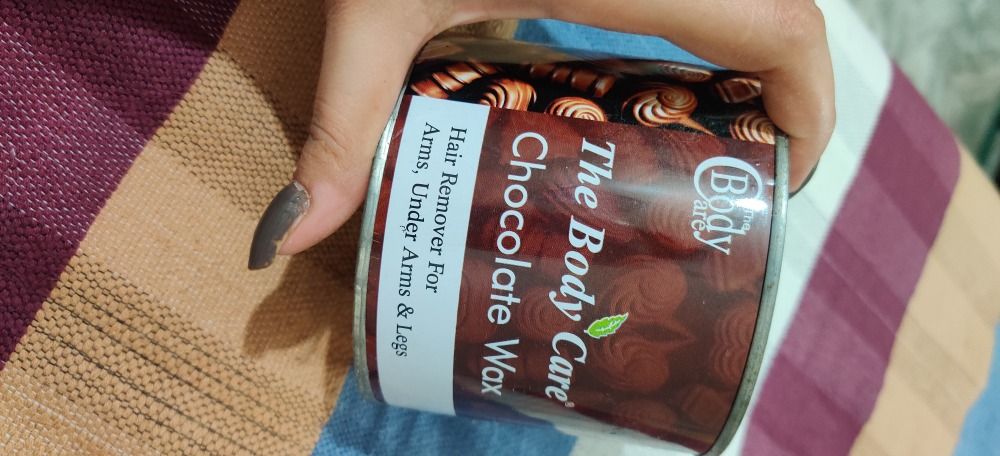 The
Body
Care
The Body Care®
Chocolate Wax
Hair Remover For
Arms, Under Arms & Legs